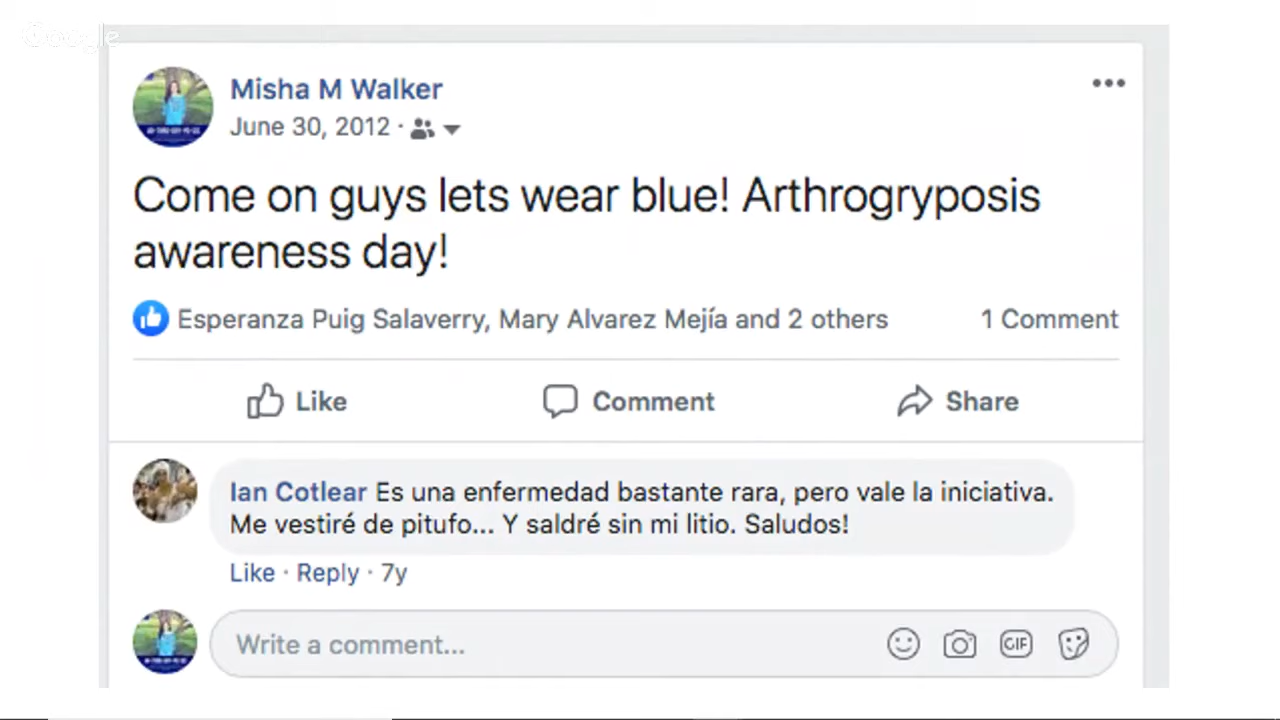 Google
Misha M Walker
June 30, 2012 ·
Come on guys lets wear blue! Arthrogryposis
awareness day!
Esperanza Puig Salaverry, Mary Alvarez Mejía and 2 others 1 Comment
Like Comment Share
Ian Cotlear Es una enfermedad bastante rara, pero vale la iniciativa.
Me vestiré de pitufo... Y saldré sin mi litio. Saludos!
Like · Reply · 7y
Write a comment... GIF